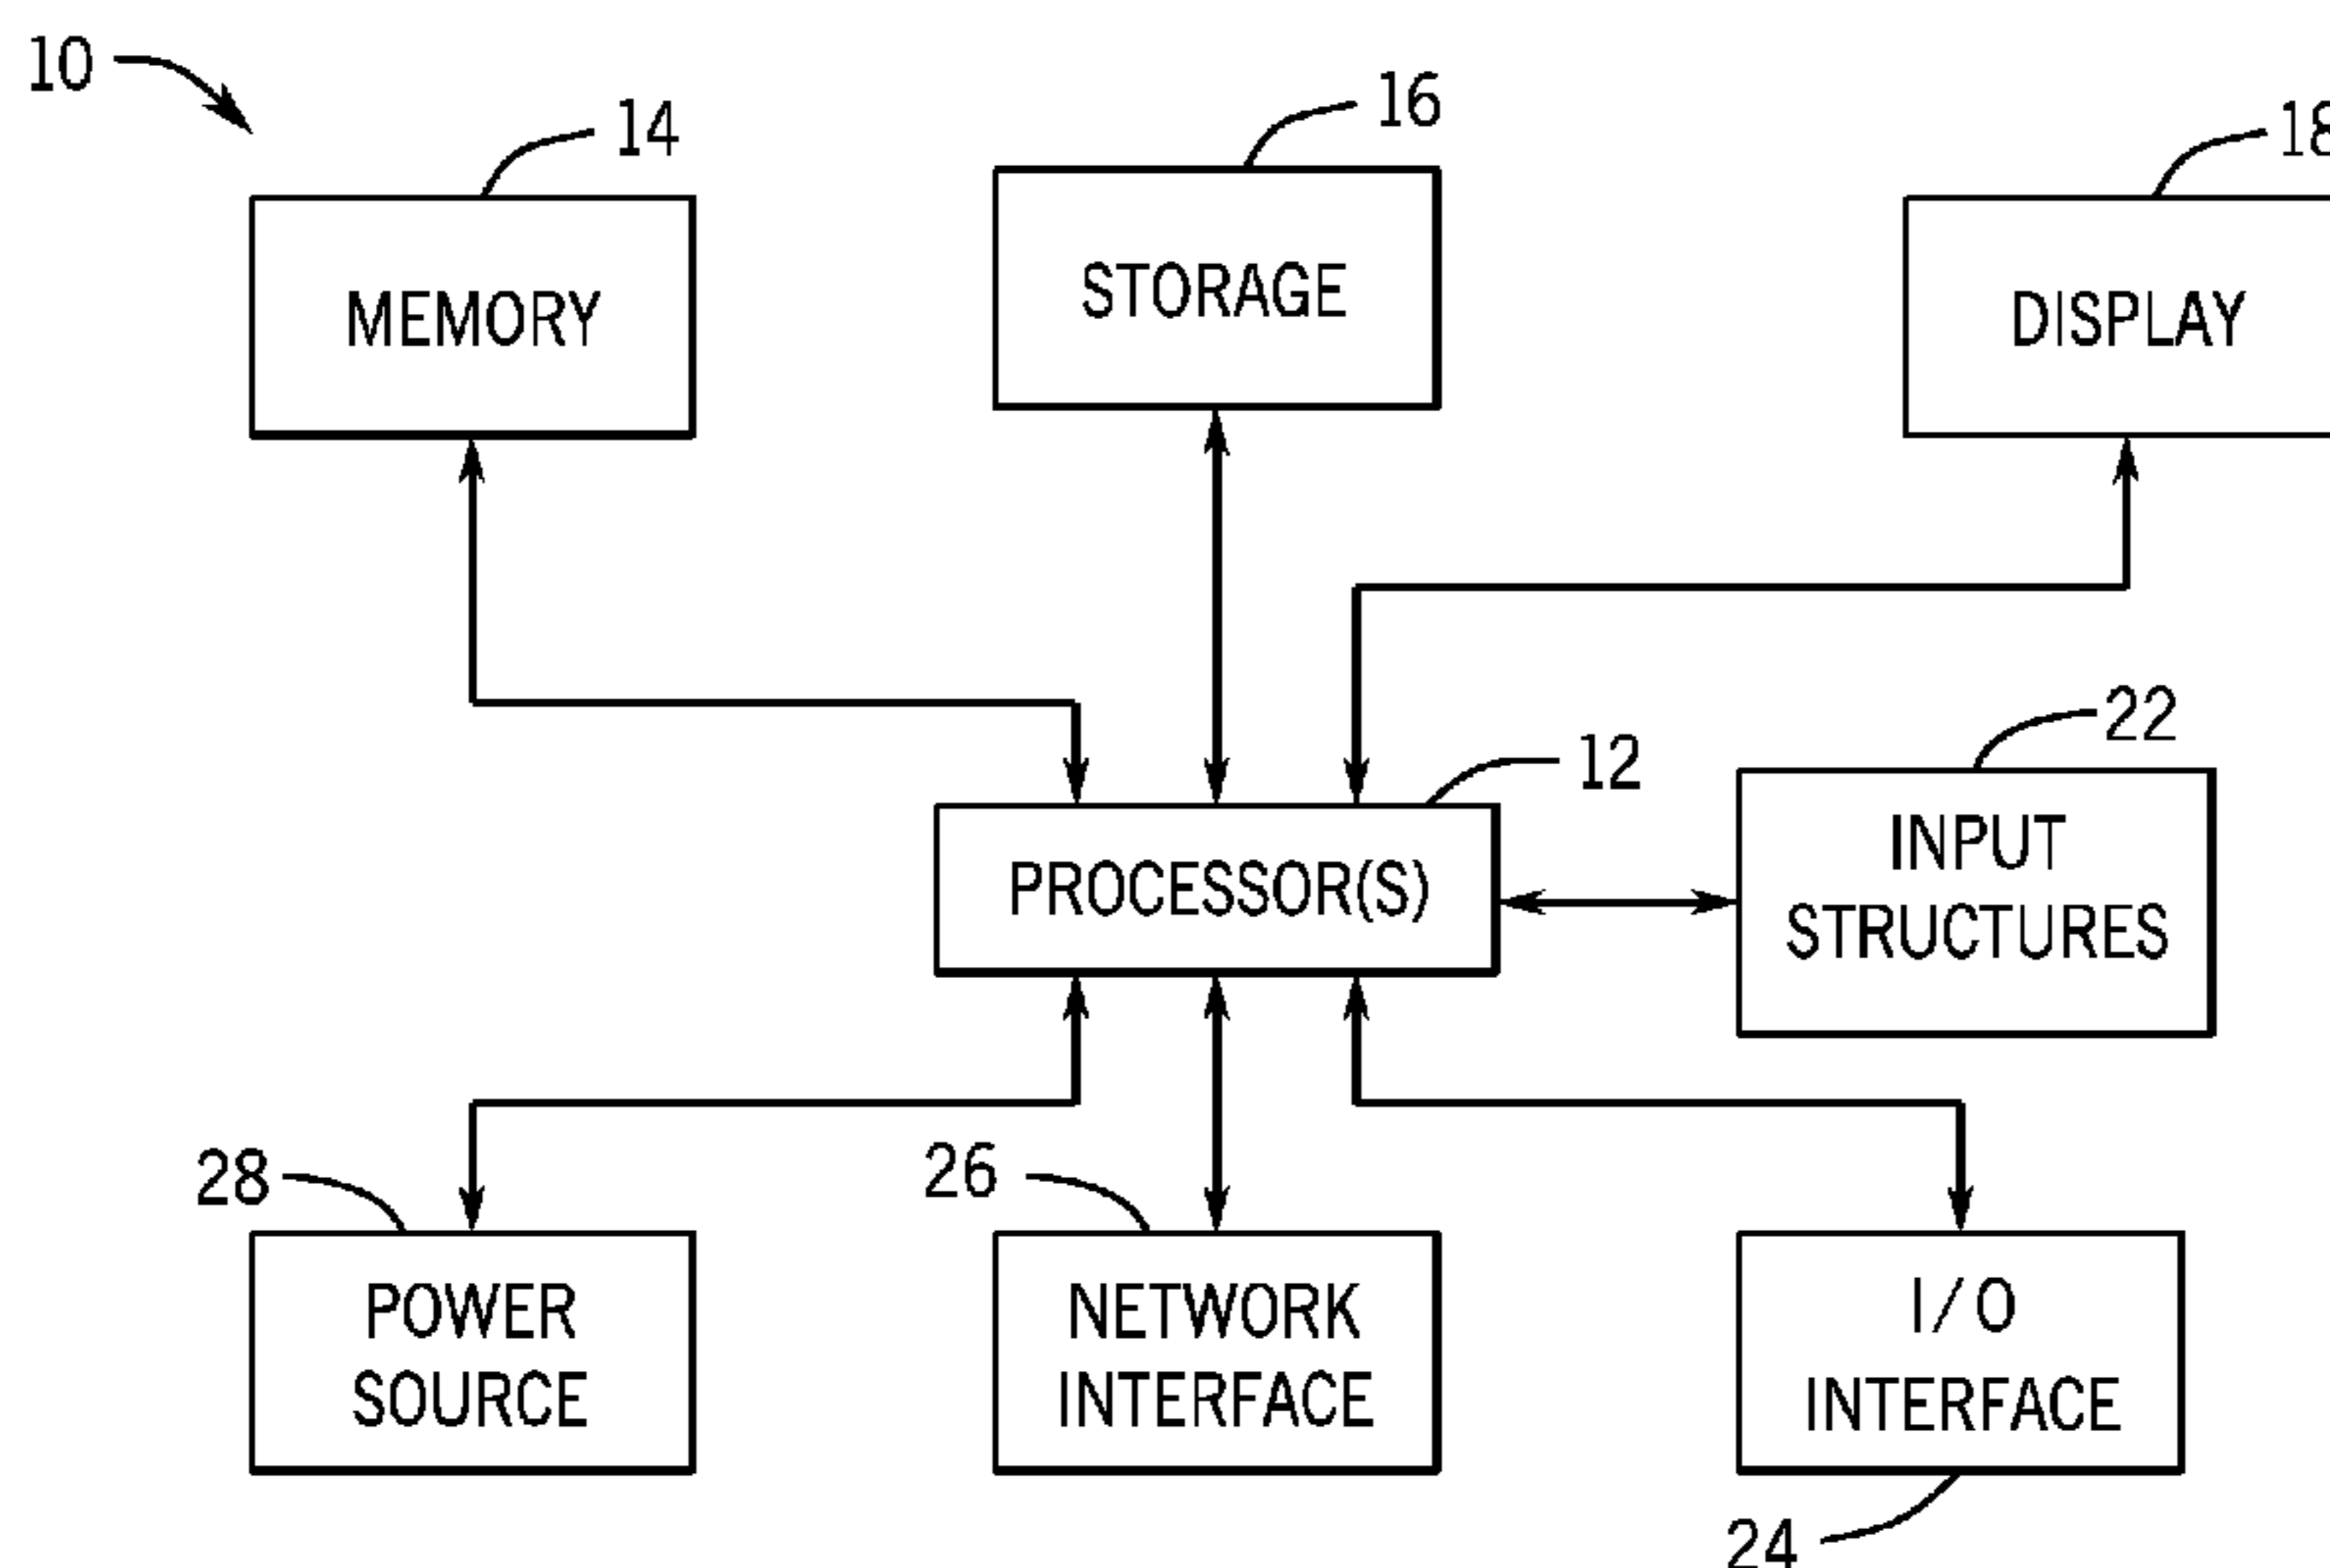 10
14
16
18
MEMORY
STORAGE
DISPLAY
12
22
PROCESSOR(S)
INPUT
STRUCTURES
28
26
POWER
SOURCE
NETWORK
INTERFACE
I/O
INTERFACE
24